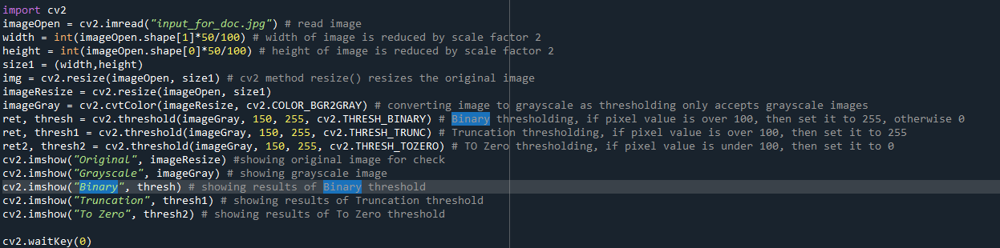 import cv2
imageOpen = cv2.imread("input_for_doc.jpg") # read image
width = int(imageOpen.shape[1]*50/100) # width of image is reduced by scale factor 2
height = int(imageOpen.shape[0]*50/100) # height of image is reduced by scale factor 2
size1 = (width,height)
img = cv2.resize(imageOpen, size1) # cv2 method resize() resizes the original image
imageResize = cv2.resize(imageOpen, size1)
imageGray = cv2.cvtColor(imageResize, cv2.COLOR_BGR2GRAY) # converting image to grayscale as thresholding only accepts grayscale images
ret, thresh = cv2.threshold(imageGray, 150, 255, cv2.THRESH_BINARY) # Binary thresholding, if pixel value is over 100, then set it to 255, otherwise 0
ret, thresh1 = cv2.threshold(imageGray, 150, 255, cv2.THRESH_TRUNC) # Truncation thresholding, if pixel value is over 100, then set it to 255
ret2, thresh2 = cv2.threshold(imageGray, 150, 255, cv2.THRESH_TOZERO) # TO Zero thresholding, if pixel value is under 100, then set it to 0
cv2.imshow("Original", imageResize) #showing original image for check
cv2.imshow("Grayscale", imageGray) # showing grayscale image
cv2.imshow("Binary", thresh) # showing results of Binary threshold
cv2.imshow("Truncation", thresh1) # showing results of Truncation threshold
cv2.imshow("To Zero", thresh2) # showing results of To Zero threshold
cv2.waitKey(0)